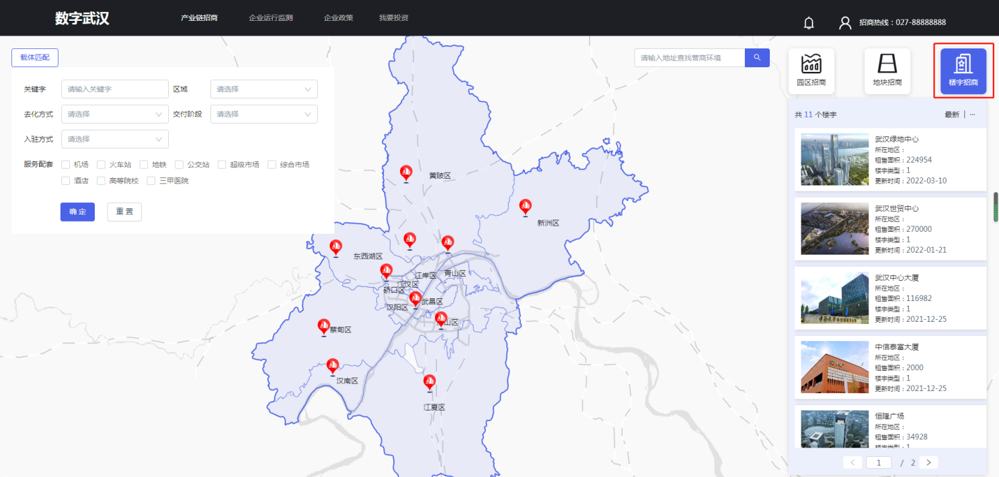 数字武汉
产业链招商 企业运行监测 企业政策 我要投资
招商热线：027-88888888
载体匹配
关键字 请输入关键字 区域 请选择
去化方式 请选择 交付阶段 请选择
入驻方式 请选择
服务配套 机场 火车站 地铁 公交站 超级市场 综合市场
酒店 高等院校 三甲医院
确 定 重 置
请输入地址查找营商环境
园区招商 地块招商 楼宇招商
黄陂区
新洲区
东西湖区
江岸区 青山区
江汉区
硚口区
武昌区
汉阳区
山区
蔡甸区
汉南区
江夏区
共 11 个楼宇 最新 | ···
武汉绿地中心
所在地区：
租售面积：224954
楼宇类型：1
更新时间：2022-03-10
武汉世贸中心
所在地区：
租售面积：270000
楼宇类型：1
更新时间：2022-01-21
武汉中心大厦
所在地区：
租售面积：116982
楼宇类型：1
更新时间：2021-12-25
中信泰富大厦
所在地区：
租售面积：2000
楼宇类型：1
更新时间：2021-12-25
恒隆广场
所在地区：
租售面积：34928
楼宇类型：1
< 1 / 2 >